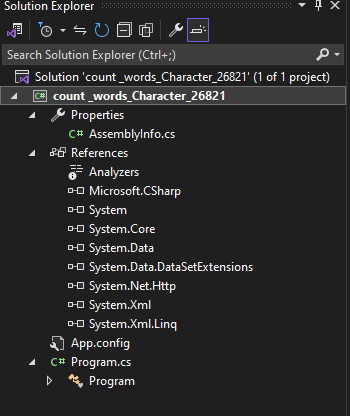 Solution Explorer
Search Solution Explorer (Ctrl+;)
Solution 'count _words_Character_26821' (1 of 1 project)
C# count _words_Character_26821
Properties
C# AssemblyInfo.cs
References
Analyzers
Microsoft.CSharp
System
System.Core
System.Data
System.Data.DataSetExtensions
System.Net.Http
System.Xml
System.Xml.Linq
App.config
C# Program.cs
Program